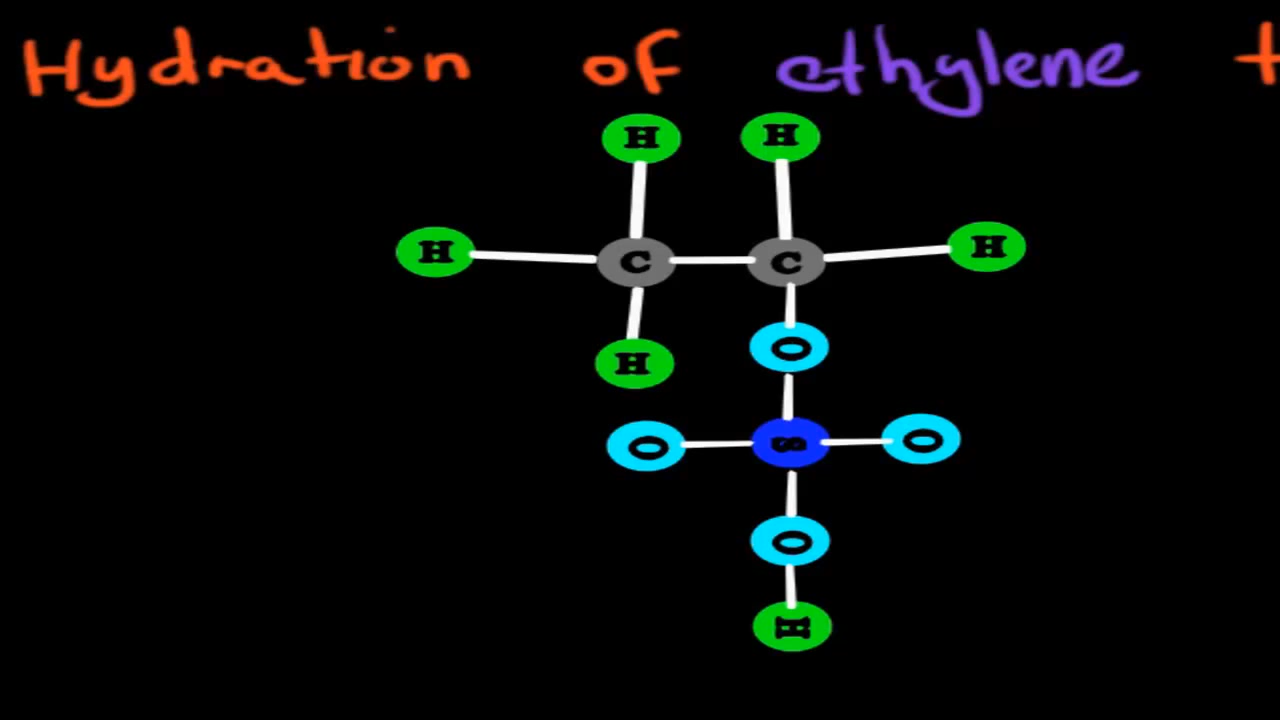 Hydration of ethylene t
H H
H C C H
O
H
O S O
O
H